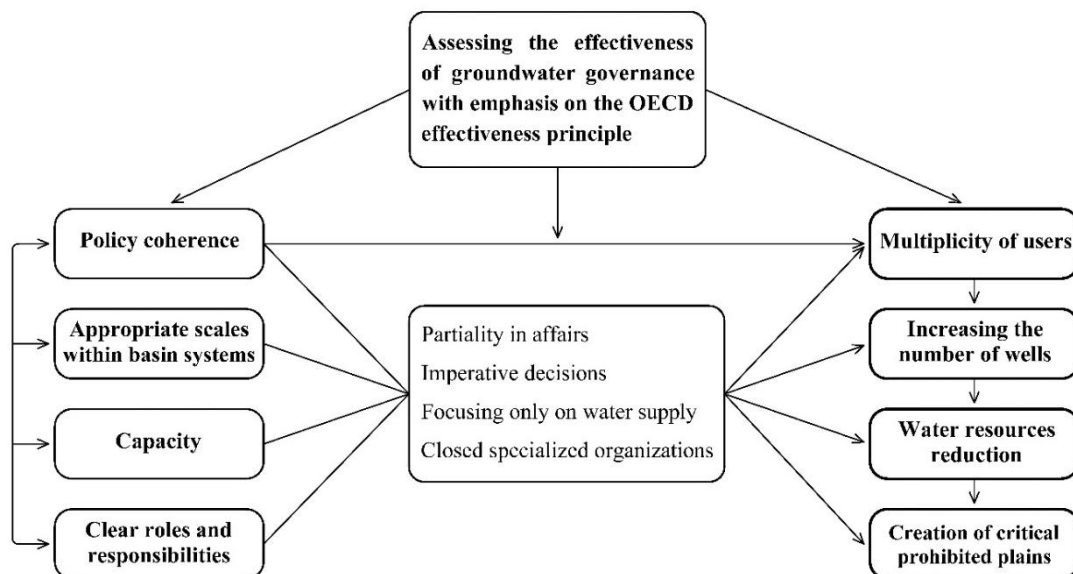 Assessing the effectiveness
of groundwater governance
with emphasis on the OECD
effectiveness principle
Policy coherence
Multiplicity of users
Appropriate scales
within basin systems
Partiality in affairs
Imperative decisions
Focusing only on water supply
Closed specialized organizations
Increasing the
number of wells
Capacity
Water resources
reduction
Clear roles and
responsibilities
Creation of critical
prohibited plains